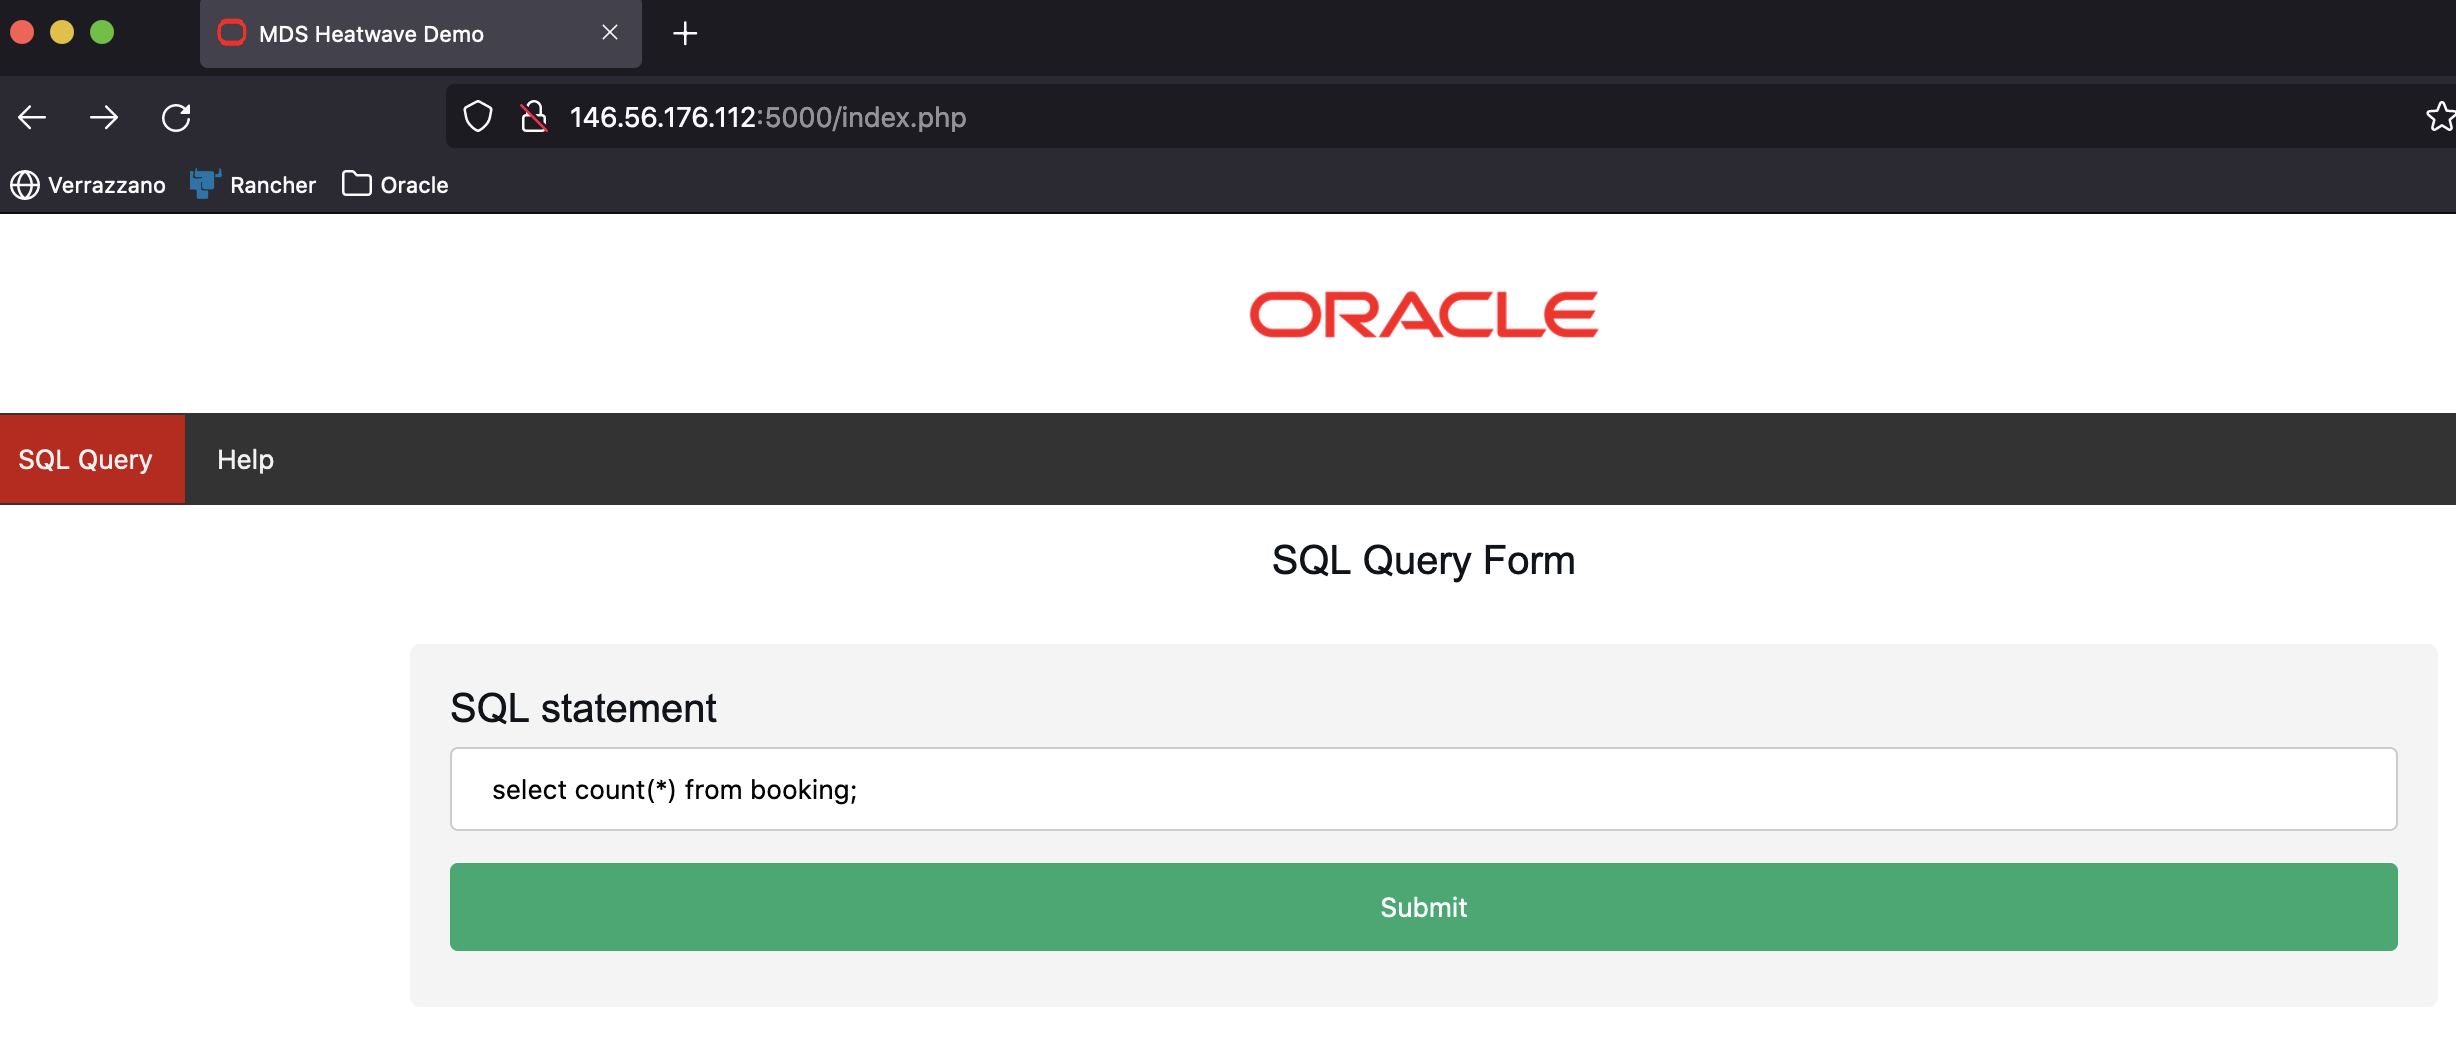 MDS Heatwave Demo
146.56.176.112:5000/index.php
Verrazzano Rancher Oracle
ORACLE
SQL Query Help
SQL Query Form
SQL statement
select count(*) from booking;
Submit